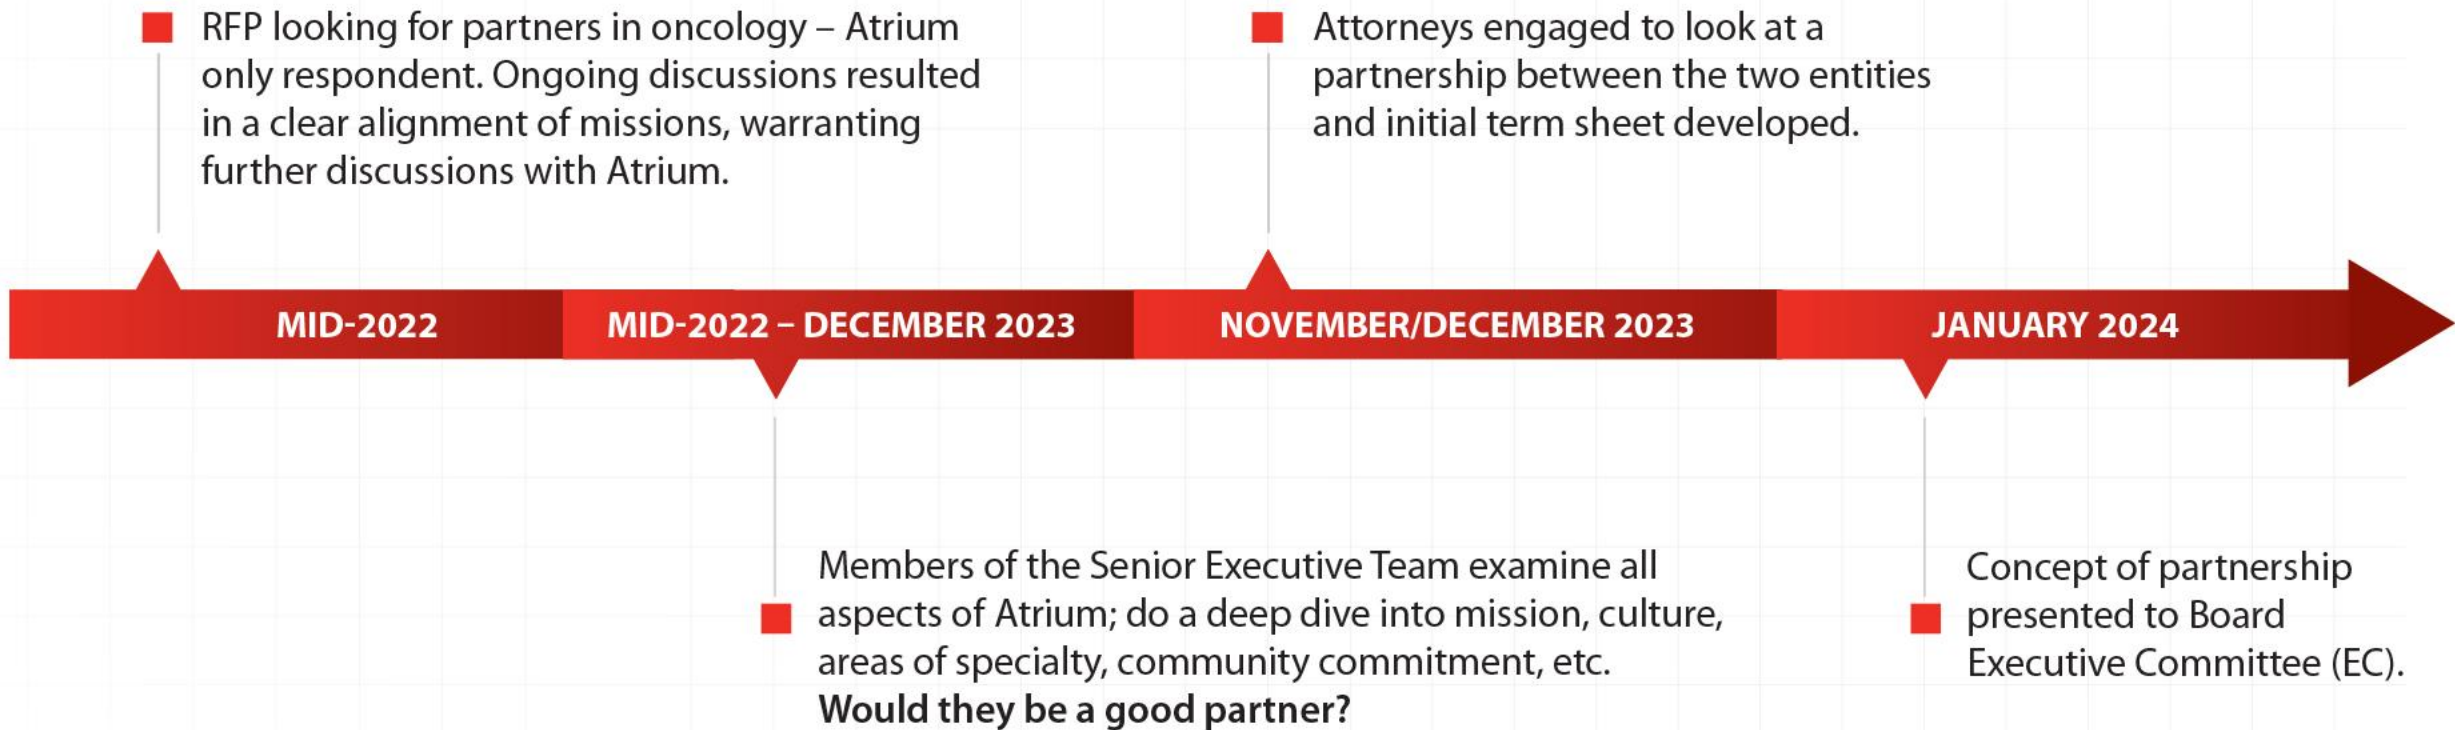 RFP looking for partners in oncology – Atrium
only respondent. Ongoing discussions resulted
in a clear alignment of missions, warranting
further discussions with Atrium.
Attorneys engaged to look at a
partnership between the two entities
and initial term sheet developed.
MID-2022
MID-2022 – DECEMBER 2023
NOVEMBER/DECEMBER 2023
JANUARY 2024
Members of the Senior Executive Team examine all
aspects of Atrium; do a deep dive into mission, culture,
areas of specialty, community commitment, etc.
Would they be a good partner?
Concept of partnership
presented to Board
Executive Committee (EC).